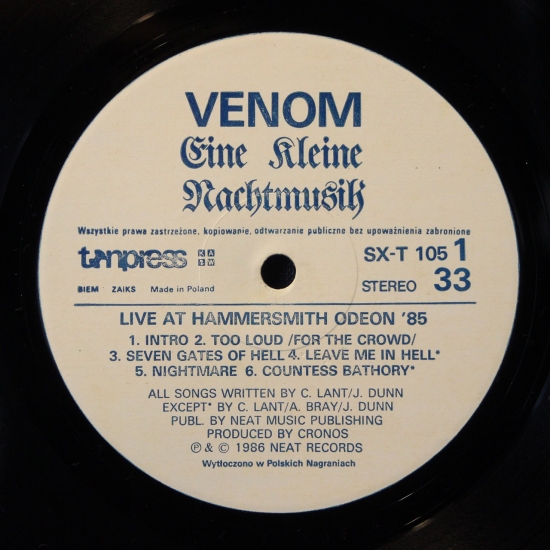 VENOM
Eine Kleine
Nachtmusik
Wszystkie prawa zastrzeżone, kopiowanie, odtwarzanie publiczne bez upoważnienia zabronione
tonpress KAW SX-T 105 1
STEREO 33
BIEM ZAIKS Made in Poland
LIVE AT HAMMERSMITH ODEON '85
1. INTRO 2. TOO LOUD /FOR THE CROWD/
3. SEVEN GATES OF HELL 4. LEAVE ME IN HELL*
5. NIGHTMARE 6. COUNTESS BATHORY*
ALL SONGS WRITTEN BY C. LANT/J. DUNN
EXCEPT* BY C. LANT/A. BRAY/J. DUNN
PUBL. BY NEAT MUSIC PUBLISHING
PRODUCED BY CRONOS
℗ & © 1986 NEAT RECORDS
Wytłoczono w Polskich Nagraniach